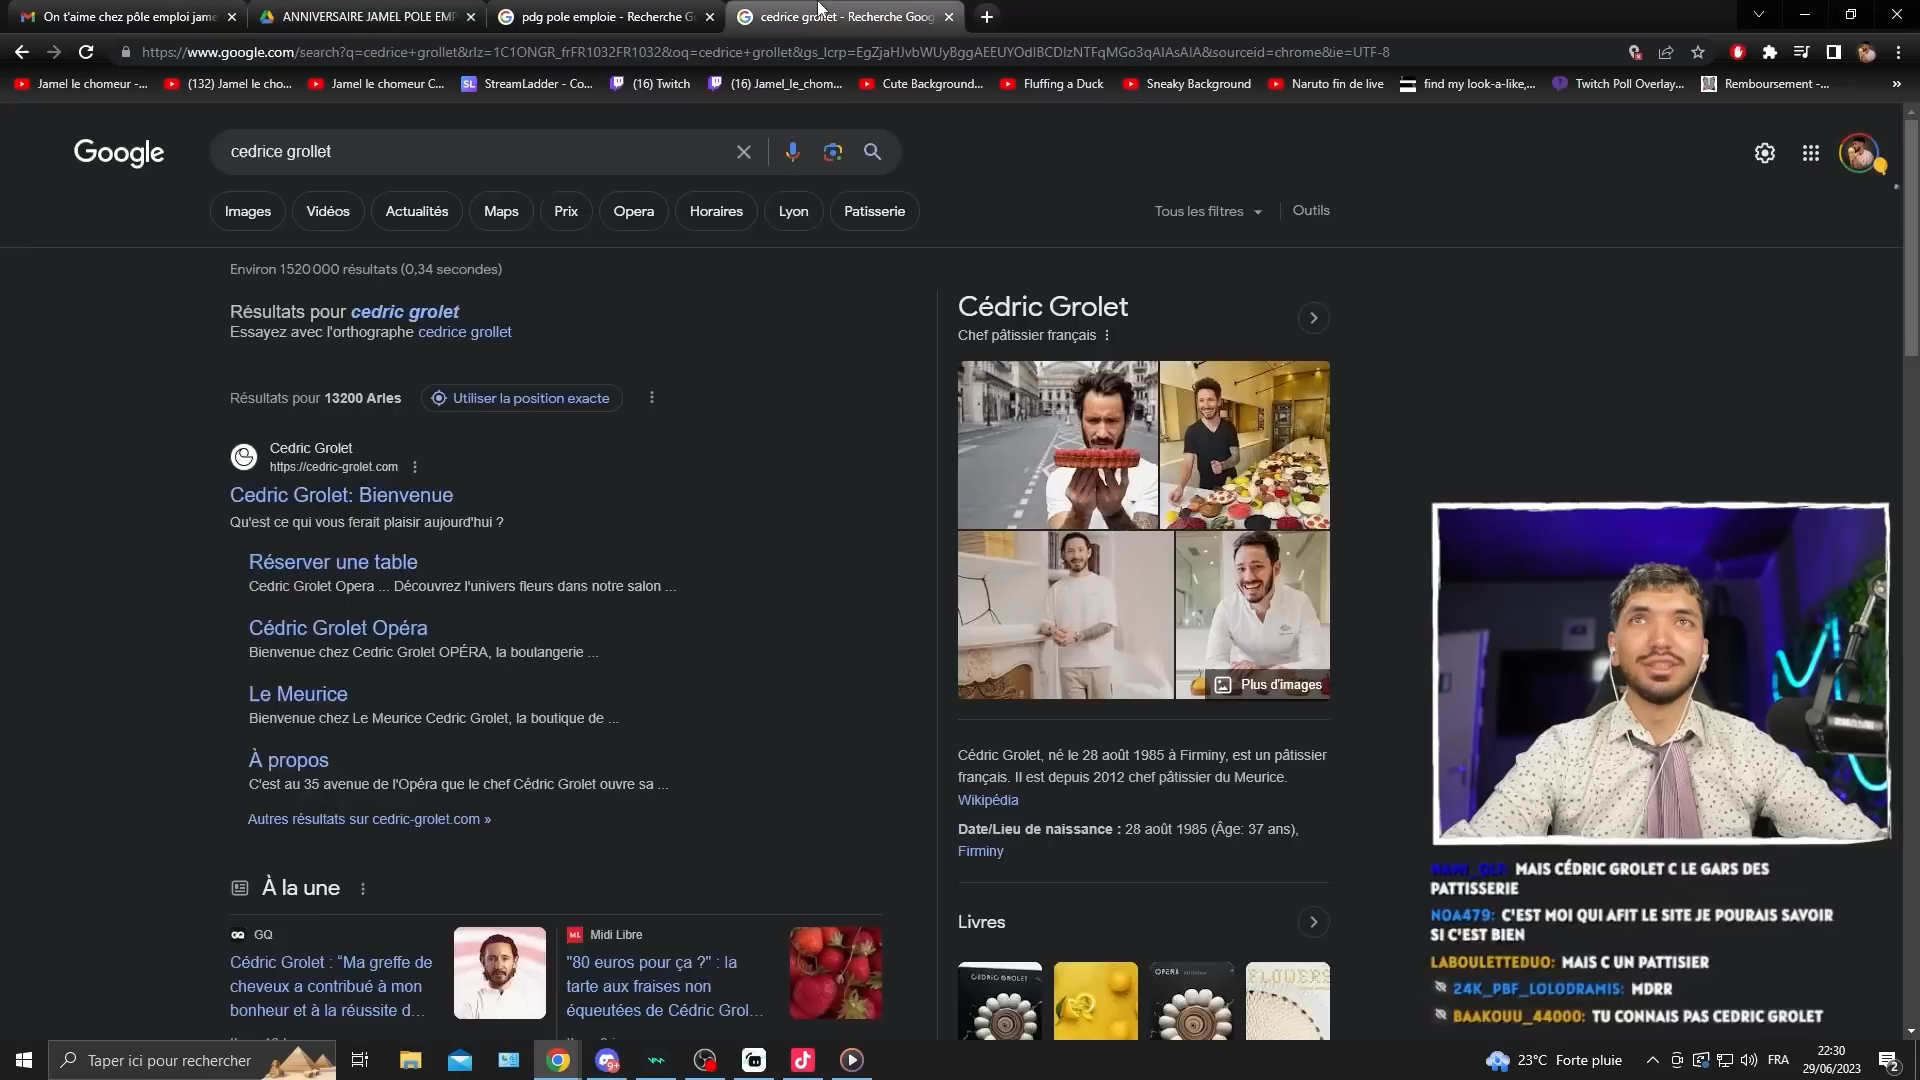 On t'aime chez pôle emploi jame
ANNIVERSAIRE JAMEL POLE EMP
pdg pole emploie - Recherche G
cedrice grollet - Recherche Goog
https://www.google.com/search?q=cedrice+grollet&rlz=1C1ONGR_frFR1032FR1032&oq=cedrice+grollet&gs_lcrp=EgZjaHJvbWUyBggAEEUYOdIBCDIzNTFqMGo3qAIAsAIA&sourceid=chrome&ie=UTF-8
Jamel le chomeur -...
(132) Jamel le cho...
Jamel le chomeur C...
SL
StreamLadder - Co...
(16) Twitch
(16) Jamel_le_chom...
Cute Background...
Fluffing a Duck
Sneaky Background
Naruto fin de live
find my look-a-like,...
Twitch Poll Overlay...
Remboursement -...
»
Google
cedrice grollet
Images
Vidéos
Actualités
Maps
Prix
Opera
Horaires
Lyon
Patisserie
Tous les filtres
Outils
Environ 1 520 000 résultats (0,34 secondes)
Résultats pour cedric grolet
Essayez avec l'orthographe cedrice grollet
Résultats pour 13200 Arles
Utiliser la position exacte
Cedric Grolet
https://cedric-grolet.com
Cedric Grolet: Bienvenue
Qu'est ce qui vous ferait plaisir aujourd'hui ?
Réserver une table
Cedric Grolet Opera ... Découvrez l'univers fleurs dans notre salon ...
Cédric Grolet Opéra
Bienvenue chez Cedric Grolet OPÉRA, la boulangerie ...
Le Meurice
Bienvenue chez Le Meurice Cedric Grolet, la boutique de ...
À propos
C'est au 35 avenue de l'Opéra que le chef Cédric Grolet ouvre sa ...
Autres résultats sur cedric-grolet.com »
À la une
GQ
GQ
Cédric Grolet : “Ma greffe de
cheveux a contribué à mon
bonheur et à la réussite d...
ML
Midi Libre
"80 euros pour ça ?" : la
tarte aux fraises non
équeutées de Cédric Grol...
Cédric Grolet
Chef pâtissier français
Plus d'images
Cédric Grolet, né le 28 août 1985 à Firminy, est un pâtissier
français. Il est depuis 2012 chef pâtissier du Meurice.
Wikipédia
Date/Lieu de naissance : 28 août 1985 (Âge: 37 ans),
Firminy
Livres
CEDRIC GROLET
OPERA
FLOWERS
MAIS CÉDRIC GROLET C LE GARS DES
PATTISSERIE
NOA479: C'EST MOI QUI AFIT LE SITE JE POURAIS SAVOIR
SI C'EST BIEN
LABOULETTEDUO: MAIS C UN PATISIER
24K_PBF_LOLODRAMIS: MDRR
BAAKOUU_44000: TU CONNAIS PAS CEDRIC GROLET
Taper ici pour rechercher
9+
23°C Forte pluie
FRA
22:30
29/06/2023
2